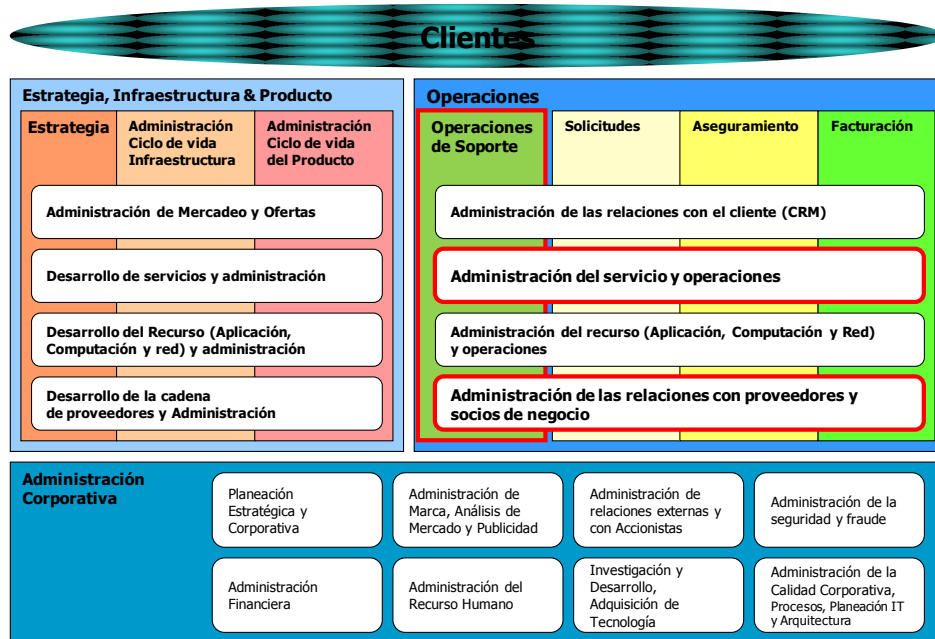 Clientes
Estrategia, Infraestructura & Producto
Estrategia
Administración
Ciclo de vida
Infraestructura
Administración
Ciclo de vida
del Producto
Administración de Mercadeo y Ofertas
Desarrollo de servicios y administración
Desarrollo del Recurso (Aplicación,
Computación y red) y administración
Desarrollo de la cadena
de proveedores y Administración
Operaciones
Operaciones
de Soporte
Solicitudes
Aseguramiento
Facturación
Administración de las relaciones con el cliente (CRM)
Administración del servicio y operaciones
Administración del recurso (Aplicación, Computación y Red)
y operaciones
Administración de las relaciones con proveedores y
socios de negocio
Administración
Corporativa
Planeación
Estratégica y
Corporativa
Administración de
Marca, Análisis de
Mercado y Publicidad
Administración de
relaciones externas y
con Accionistas
Administración de la
seguridad y fraude
Administración
Financiera
Administración del
Recurso Humano
Investigación y
Desarrollo,
Adquisición de
Tecnología
Administración de la
Calidad Corporativa,
Procesos, Planeación IT
y Arquitectura